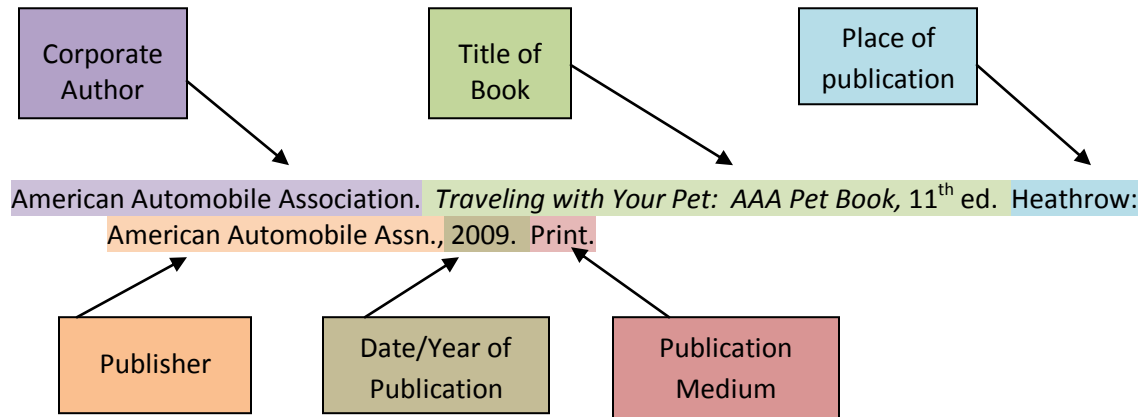 Corporate
Author
Title of
Book
Place of
publication
American Automobile Association. Traveling with Your Pet: AAA Pet Book, 11th ed. Heathrow:
American Automobile Assn., 2009. Print.
Publisher
Date/Year of
Publication
Publication
Medium